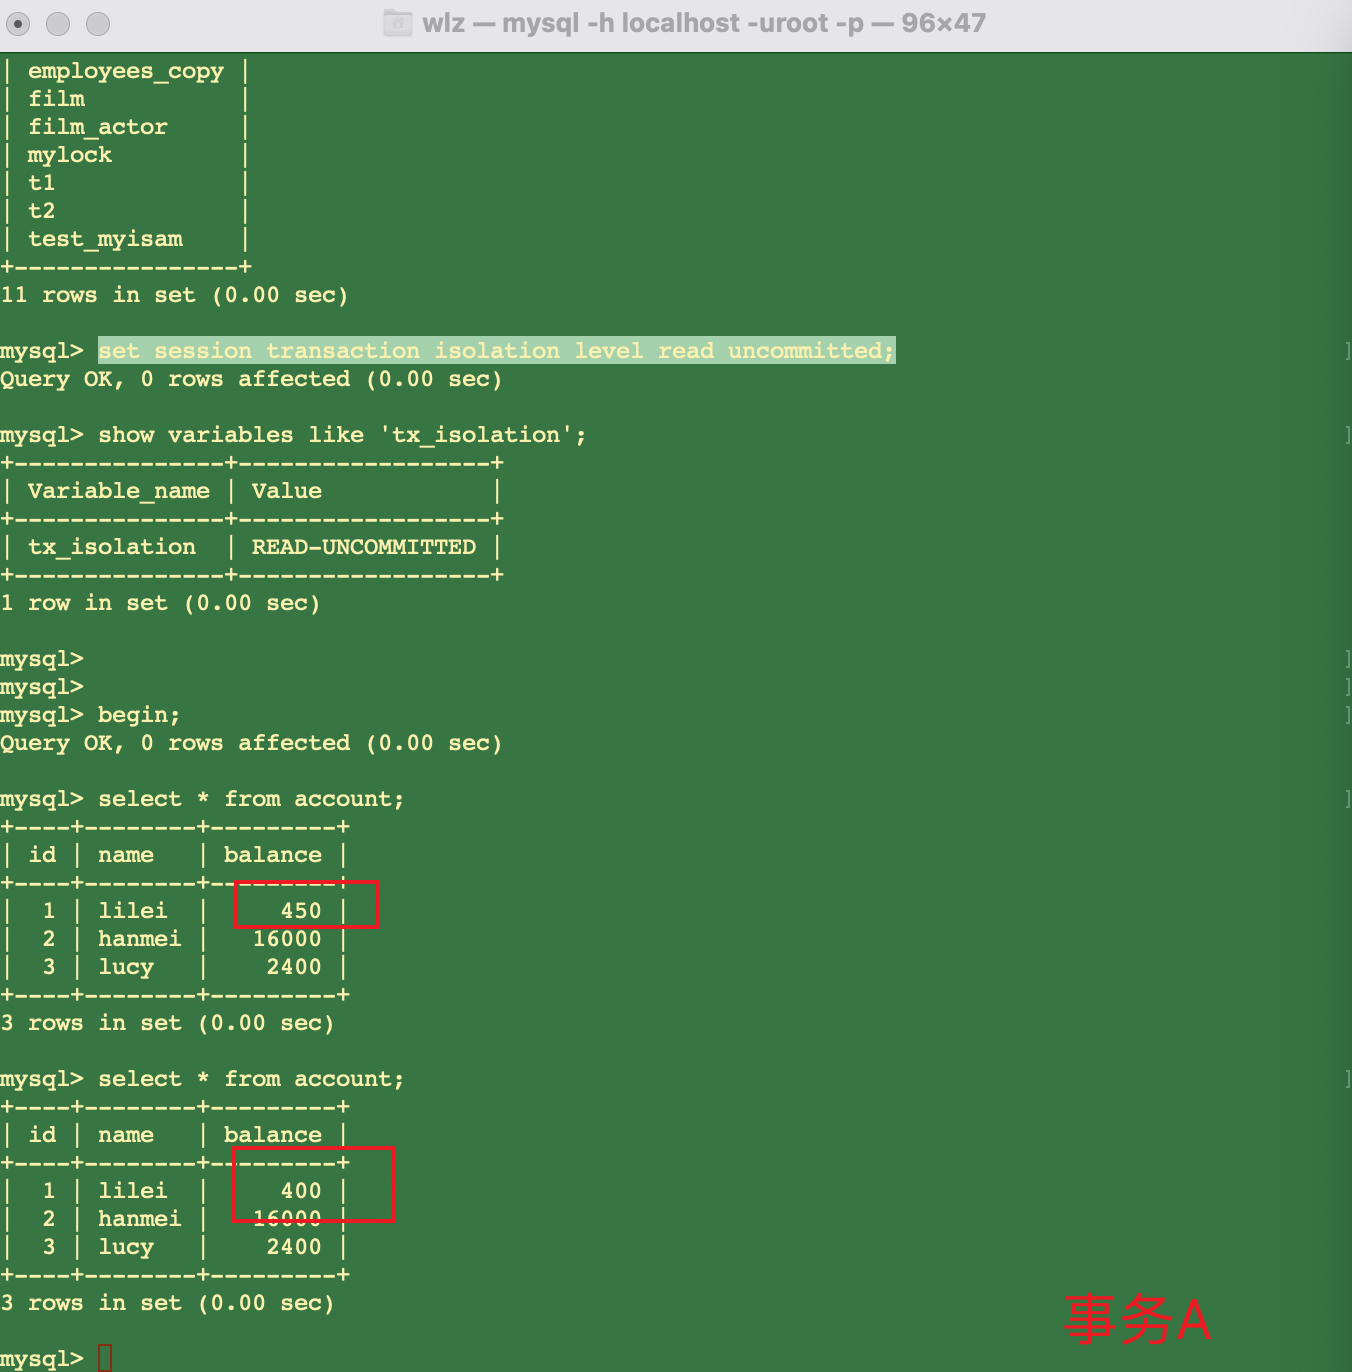 wlz — mysql -h localhost -uroot -p — 96×47
| employees_copy |
| film           |
| film_actor     |
| mylock         |
| t1             |
| t2             |
| test_myisam    |
+----------------+
11 rows in set (0.00 sec)
mysql> set session transaction isolation level read uncommitted;
Query OK, 0 rows affected (0.00 sec)
mysql> show variables like 'tx_isolation';
+---------------+------------------+
| Variable_name | Value            |
+---------------+------------------+
| tx_isolation  | READ-UNCOMMITTED |
+---------------+------------------+
1 row in set (0.00 sec)
mysql>
mysql>
mysql> begin;
Query OK, 0 rows affected (0.00 sec)
mysql> select * from account;
+----+--------+---------+
| id | name   | balance |
+----+--------+---------+
|  1 | lilei  |     450 |
|  2 | hanmei |   16000 |
|  3 | lucy   |    2400 |
+----+--------+---------+
3 rows in set (0.00 sec)
mysql> select * from account;
+----+--------+---------+
| id | name   | balance |
+----+--------+---------+
|  1 | lilei  |     400 |
|  2 | hanmei |   16000 |
|  3 | lucy   |    2400 |
+----+--------+---------+
3 rows in set (0.00 sec)
事务A
mysql>